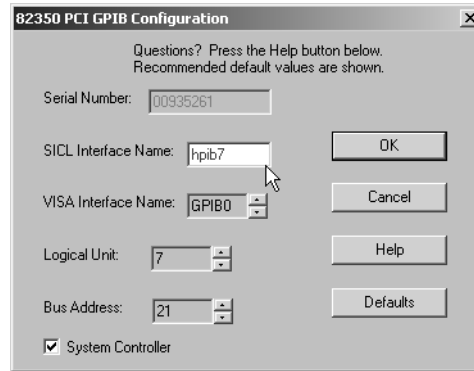 82350 PCI GPIB Configuration
Questions? Press the Help button below.
Recommended default values are shown.
Serial Number: 00935261
SICL Interface Name: hpib7
OK
VISA Interface Name: GPIB0
Cancel
Logical Unit: 7
Help
Bus Address: 21
Defaults
System Controller